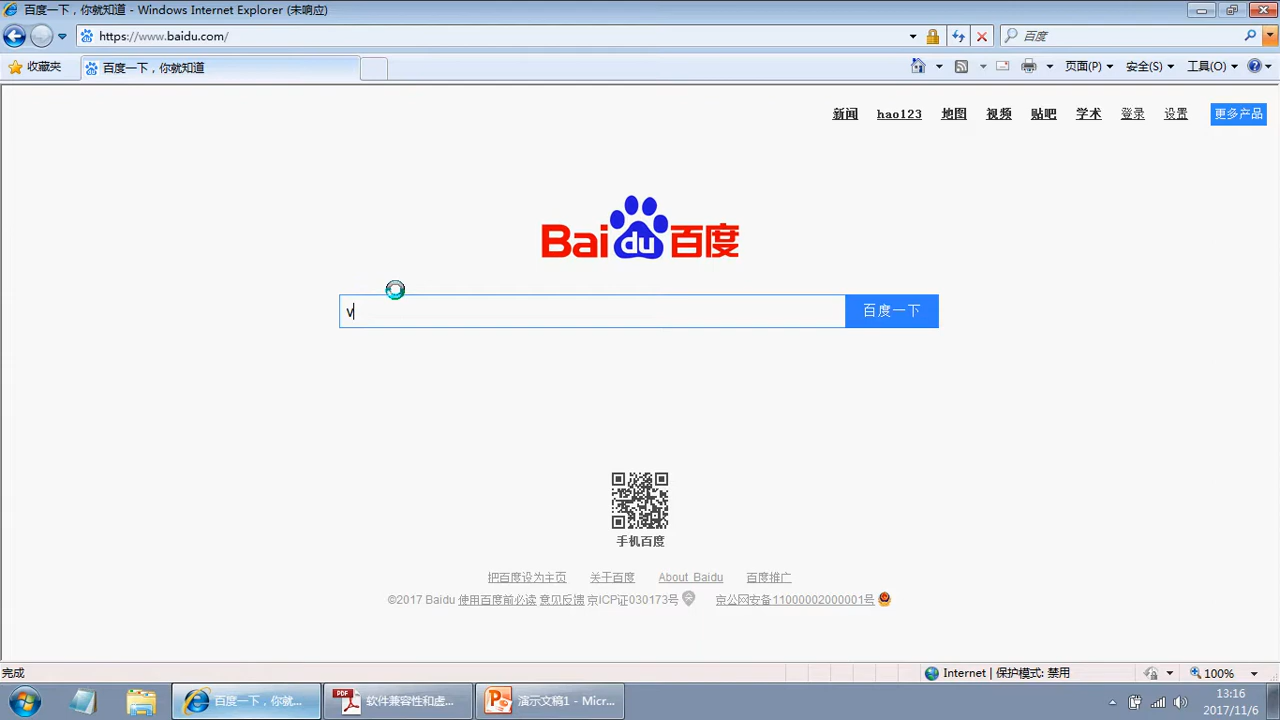 百度一下，你就知道 - Windows Internet Explorer (未响应)
https://www.baidu.com/
百度
收藏夹
百度一下，你就知道
页面(P)
安全(S)
工具(O)
新闻
hao123
地图
视频
贴吧
学术
登录
设置
更多产品
Bai du 百度
v
百度一下
手机百度
把百度设为主页 关于百度 About Baidu 百度推广
©2017 Baidu 使用百度前必读 意见反馈 京ICP证030173号 京公网安备11000002000001号
完成
Internet | 保护模式: 禁用
100%
百度一下，你就...
PDF
软件兼容性和虚...
演示文稿1 - Micr...
13:16
2017/11/6